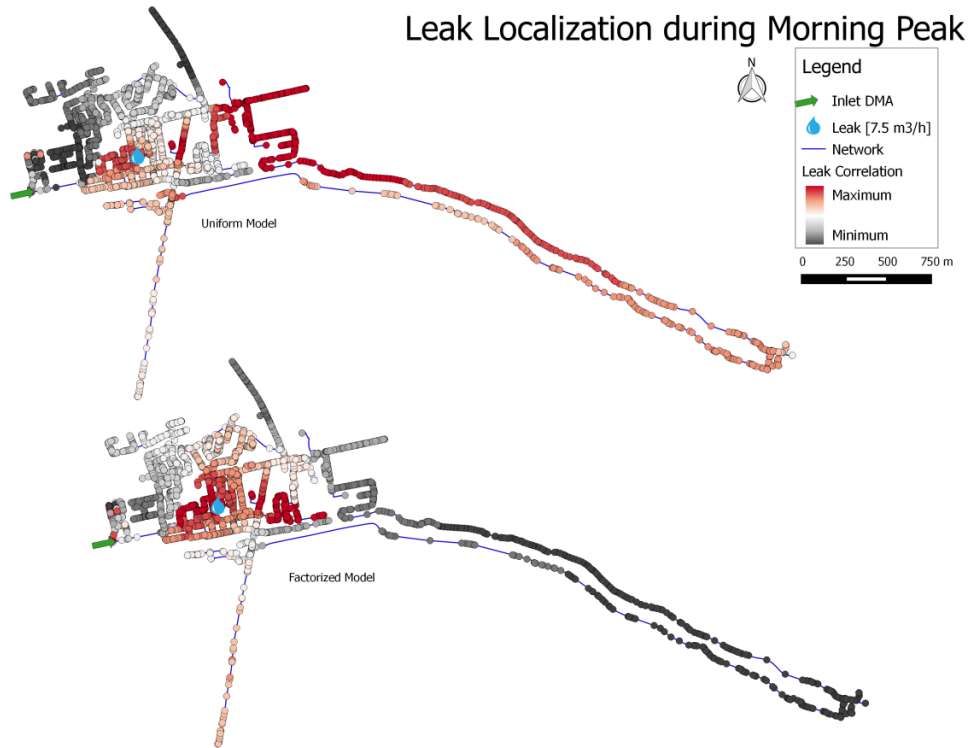 Leak Localization during Morning Peak
N
Legend
Inlet DMA
Leak [7.5 m3/h]
Network
Leak Correlation
Maximum
Minimum
0 250 500 750 m
Uniform Model
Factorized Model